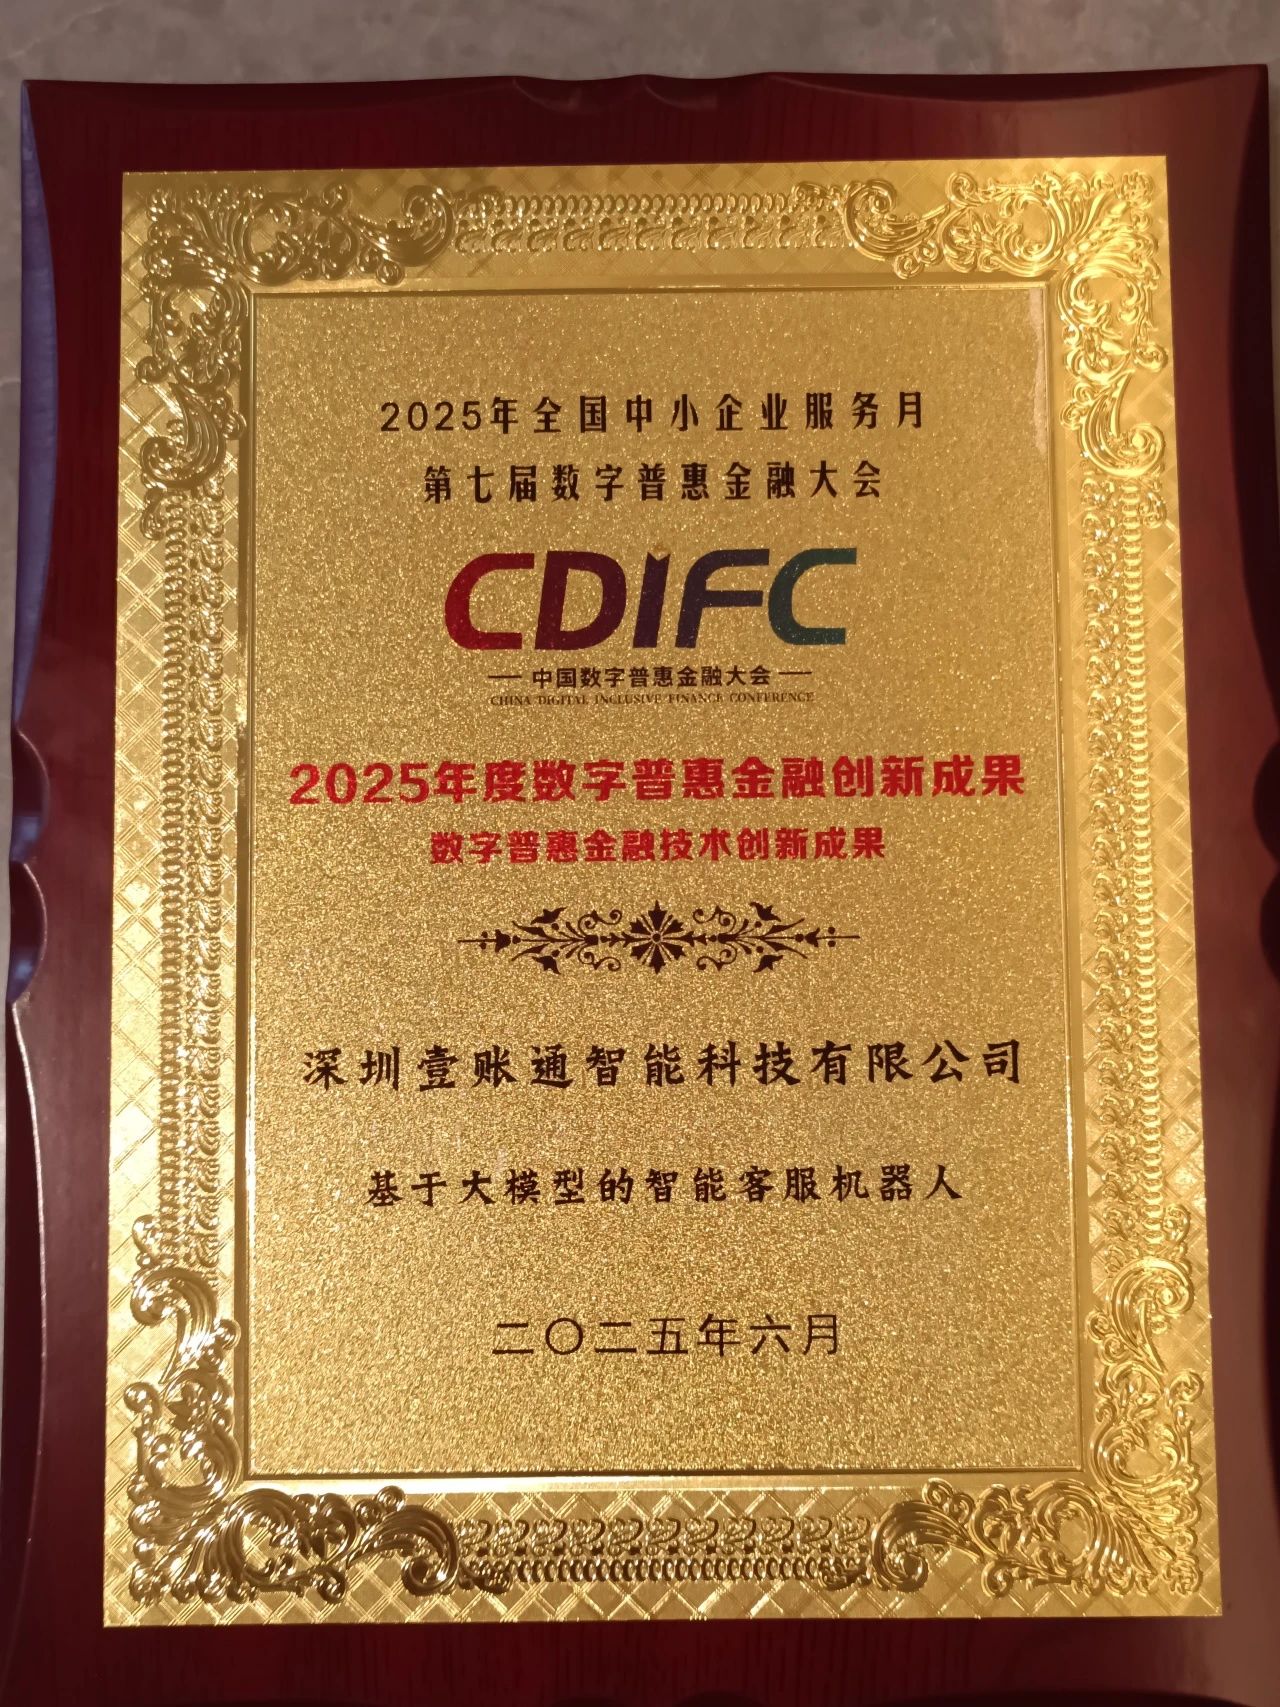 2025年全国中小企业服务月
第七届数字普惠金融大会
CDIFC
中国数字普惠金融大会
CHINA DIGITAL INCLUSIVE FINANCE CONFERENCE
2025年度数字普惠金融创新成果
数字普惠金融技术创新成果
深圳壹账通智能科技有限公司
基于大模型的智能客服机器人
二〇二五年六月